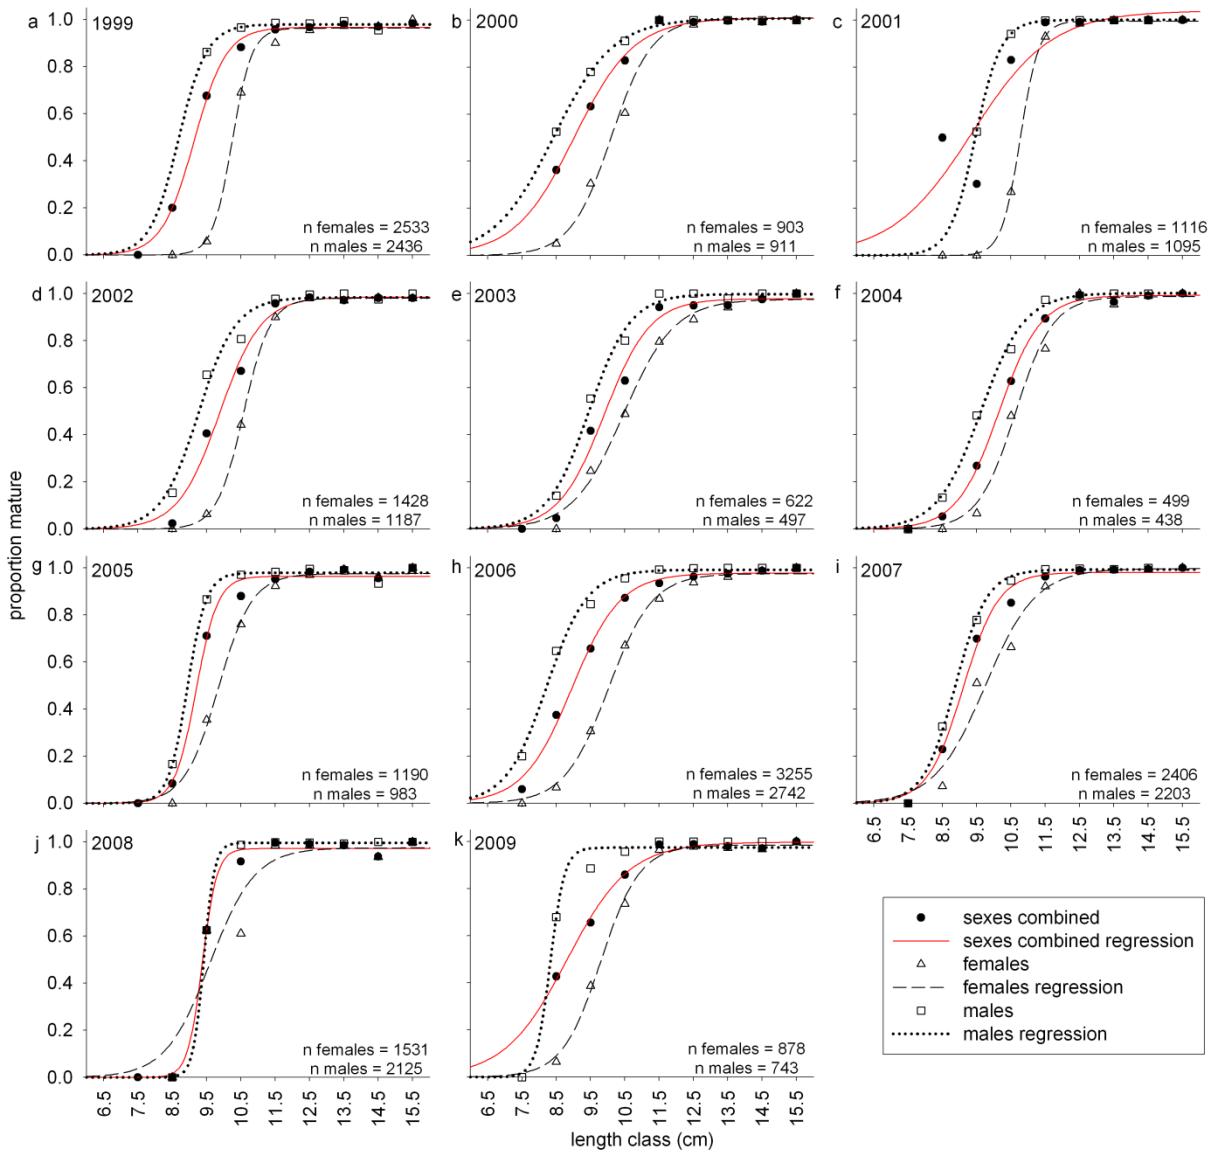 a 1999
1.0
0.8
0.6
0.4
0.2
0.0
n females = 2533
n males = 2436
b 2000
n females = 903
n males = 911
c 2001
n females = 1116
n males = 1095
d 2002
1.0
0.8
0.6
0.4
0.2
0.0
n females = 1428
n males = 1187
e 2003
n females = 622
n males = 497
f 2004
n females = 499
n males = 438
proportion mature
g 2005
1.0
0.8
0.6
0.4
0.2
0.0
n females = 1190
n males = 983
h 2006
n females = 3255
n males = 2742
i 2007
n females = 2406
n males = 2203
6.5 7.5 8.5 9.5 10.5 11.5 12.5 13.5 14.5 15.5
j 2008
1.0
0.8
0.6
0.4
0.2
0.0
n females = 1531
n males = 2125
6.5 7.5 8.5 9.5 10.5 11.5 12.5 13.5 14.5 15.5
k 2009
n females = 878
n males = 743
6.5 7.5 8.5 9.5 10.5 11.5 12.5 13.5 14.5 15.5
length class (cm)
sexes combined
sexes combined regression
females
females regression
males
males regression